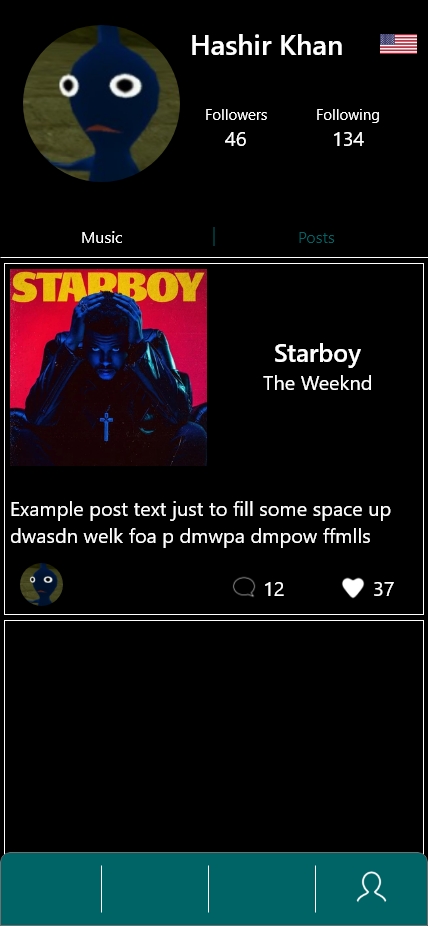 Hashir Khan
Followers
Following
46
134
Music
Posts
STARBOY
Starboy
The Weeknd
Example post text just to fill some space up
dwasdn welk foa p dmwpa dmpow ffmlls
12
37